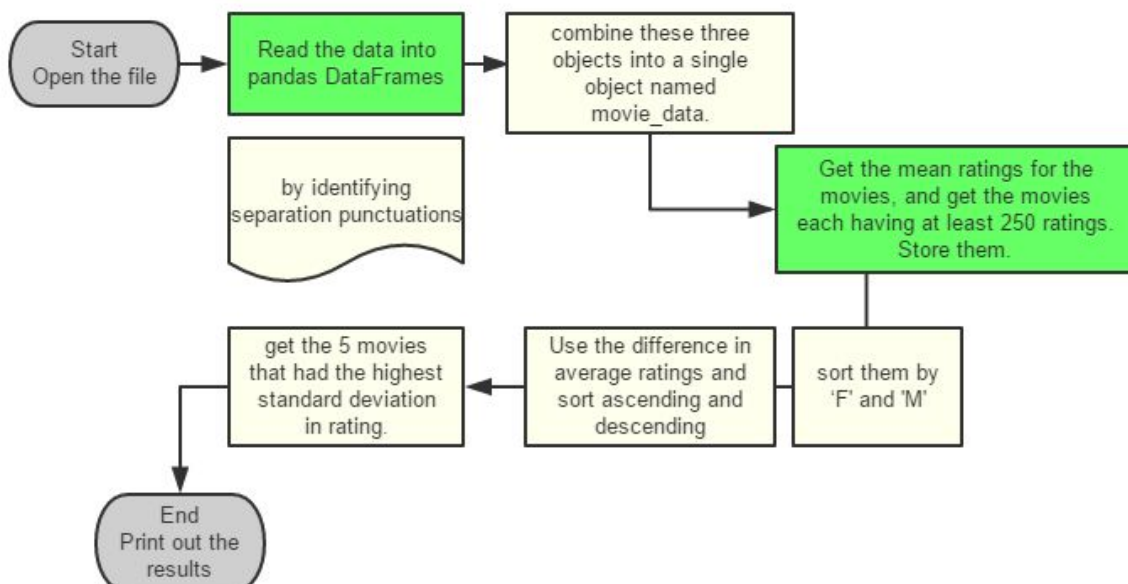 Start
Open the file
Read the data into
pandas DataFrames
combine these three
objects into a single
object named
movie_data.
by identifying
separation punctuations
Get the mean ratings for the
movies, and get the movies
each having at least 250 ratings.
Store them.
sort them by
‘F' and 'M'
Use the difference in
average ratings and
sort ascending and
descending
get the 5 movies
that had the highest
standard deviation
in rating.
End
Print out the
results